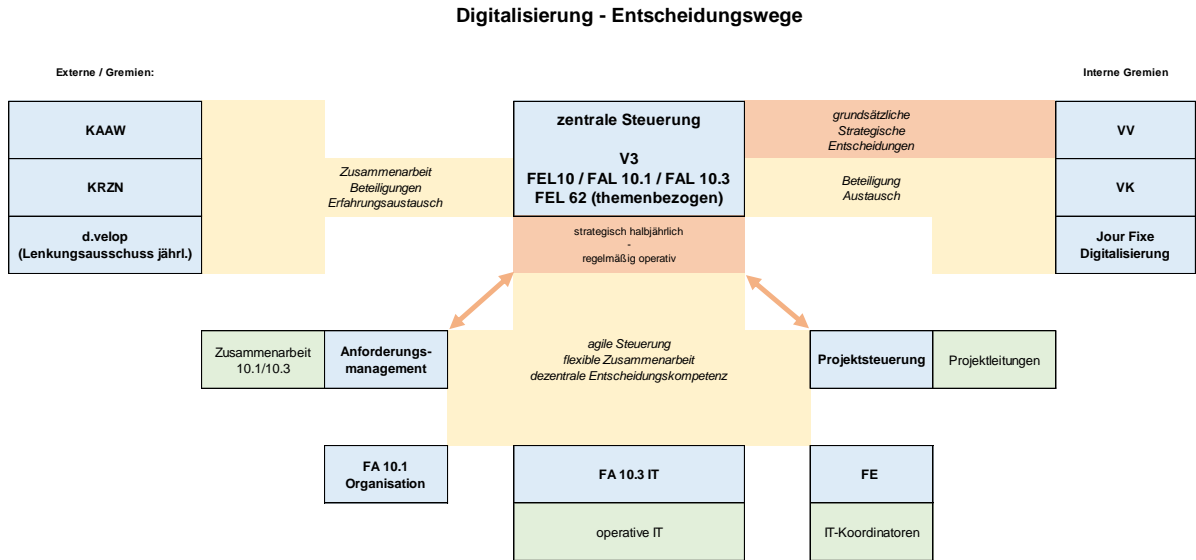 Digitalisierung - Entscheidungswege
Externe / Gremien:
Interne Gremien
KAAW
KRZN
d.velop
(Lenkungsausschuss jährl.)
Zusammenarbeit
Beteiligungen
Erfahrungsaustausch
zentrale Steuerung
V3
FEL10 / FAL 10.1 / FAL 10.3
FEL 62 (themenbezogen)
strategisch halbjährlich
-
regelmäßig operativ
grundsätzliche
Strategische
Entscheidungen
Beteiligung
Austausch
VV
VK
Jour Fixe
Digitalisierung
Zusammenarbeit
10.1/10.3
Anforderungs-
management
agile Steuerung
flexible Zusammenarbeit
dezentrale Entscheidungskompetenz
Projektsteuerung
Projektleitungen
FA 10.1
Organisation
FA 10.3 IT
operative IT
FE
IT-Koordinatoren